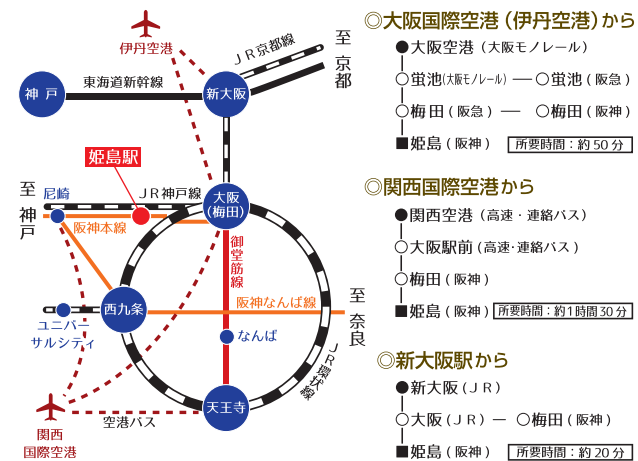 伊丹空港
JR京都線
至 京都
神戸
東海道新幹線
新大阪
姫島駅
至 神戸
尼崎
JR神戸線
大阪
(梅田)
阪神本線
御堂筋線
西九条
ユニバーサルシティ
阪神なんば線
至 奈良
なんば
JR環状線
天王寺
空港バス
関西
国際空港
◎大阪国際空港(伊丹空港)から
●大阪空港(大阪モノレール)
○蛍池(大阪モノレール)―○蛍池(阪急)
○梅田(阪急)― ○梅田(阪神)
■姫島(阪神) 所要時間:約50分
◎関西国際空港から
●関西空港(高速・連絡バス)
○大阪駅前(高速・連絡バス)
○梅田(阪神)
■姫島(阪神) 所要時間:約1時間30分
◎新大阪駅から
●新大阪(JR)
○大阪(JR)― ○梅田(阪神)
■姫島(阪神) 所要時間:約20分